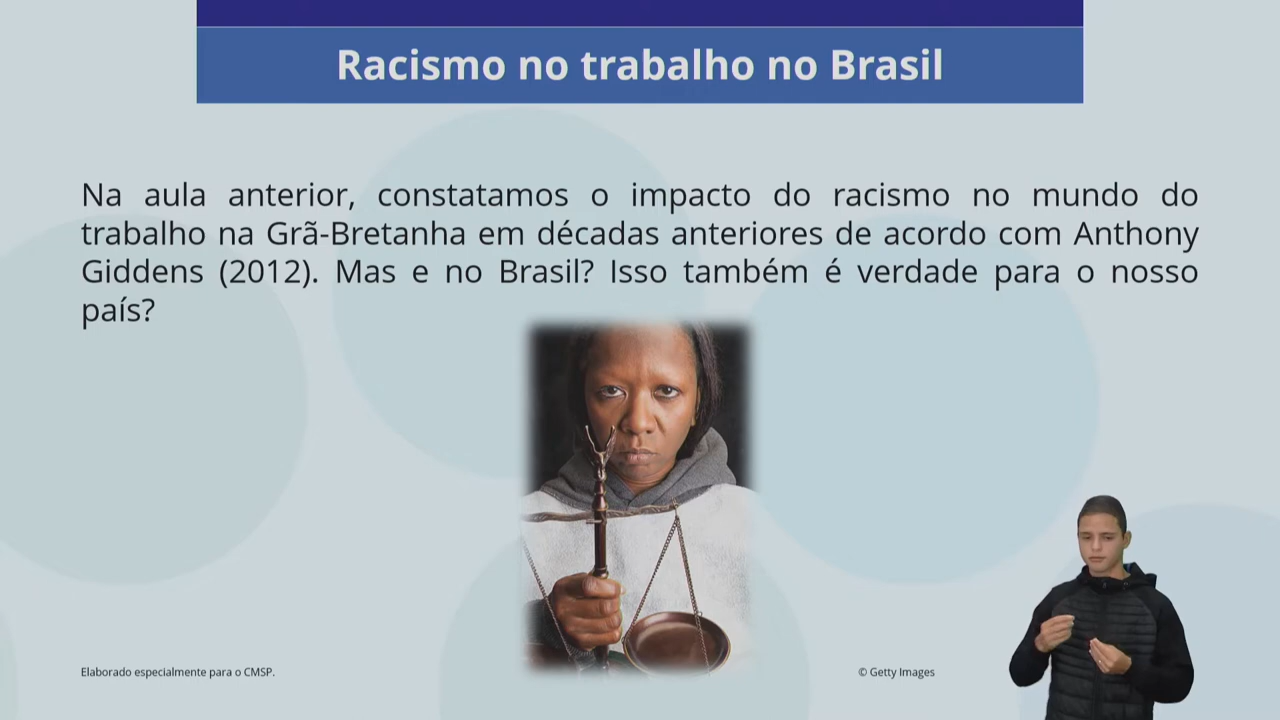 Racismo no trabalho no Brasil
Na aula anterior, constatamos o impacto do racismo no mundo do
trabalho na Grã-Bretanha em décadas anteriores de acordo com Anthony
Giddens (2012). Mas e no Brasil? Isso também é verdade para o nosso
país?
Elaborado especialmente para o CMSP.
© Getty Images